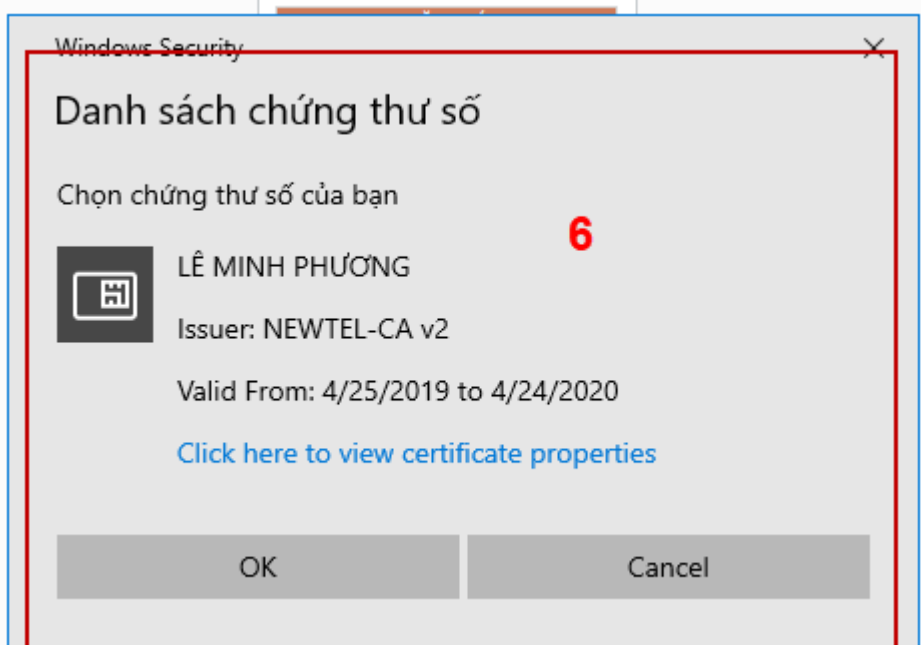 Windows Security
Danh sách chứng thư số
Chọn chứng thư số của bạn
6
LÊ MINH PHƯƠNG
Issuer: NEWTEL-CA v2
Valid From: 4/25/2019 to 4/24/2020
Click here to view certificate properties
OK
Cancel